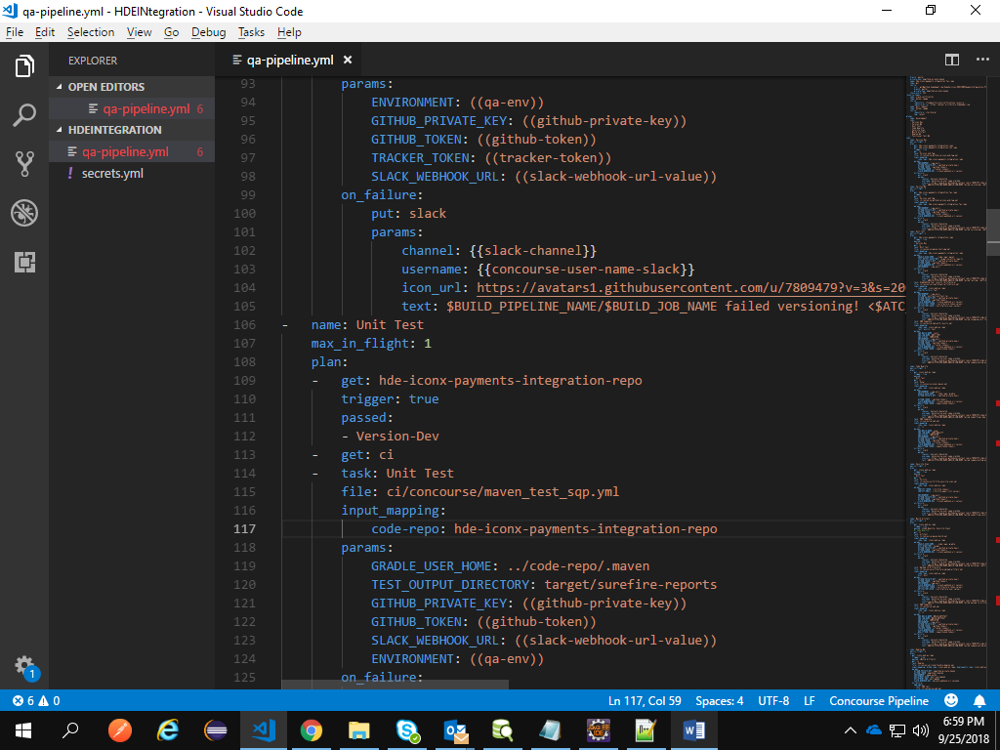 qa-pipeline.yml - HDEINtegration - Visual Studio Code
File Edit Selection View Go Debug Tasks Help
EXPLORER
OPEN EDITORS
qa-pipeline.yml 6
HDEINTEGRATION
qa-pipeline.yml 6
! secrets.yml
qa-pipeline.yml ×
93 params:
94 ENVIRONMENT: ((qa-env))
95 GITHUB_PRIVATE_KEY: ((github-private-key))
96 GITHUB_TOKEN: ((github-token))
97 TRACKER_TOKEN: ((tracker-token))
98 SLACK_WEBHOOK_URL: ((slack-webhook-url-value))
99 on_failure:
100 put: slack
101 params:
102 channel: {{slack-channel}}
103 username: {{concourse-user-name-slack}}
104 icon_url: https://avatars1.githubusercontent.com/u/7809479?v=3&s=20
105 text: $BUILD_PIPELINE_NAME/$BUILD_JOB_NAME failed versioning! <$ATC
106 - name: Unit Test
107 max_in_flight: 1
108 plan:
109 - get: hde-iconx-payments-integration-repo
110 trigger: true
111 passed:
112 - Version-Dev
113 - get: ci
114 - task: Unit Test
115 file: ci/concourse/maven_test_sqp.yml
116 input_mapping:
117 code-repo: hde-iconx-payments-integration-repo
118 params:
119 GRADLE_USER_HOME: ../code-repo/.maven
120 TEST_OUTPUT_DIRECTORY: target/surefire-reports
121 GITHUB_PRIVATE_KEY: ((github-private-key))
122 GITHUB_TOKEN: ((github-token))
123 SLACK_WEBHOOK_URL: ((slack-webhook-url-value))
124 ENVIRONMENT: ((qa-env))
125 on_failure:
1
6 0 Ln 117, Col 59 Spaces: 4 UTF-8 LF Concourse Pipeline
6:59 PM
9/25/2018